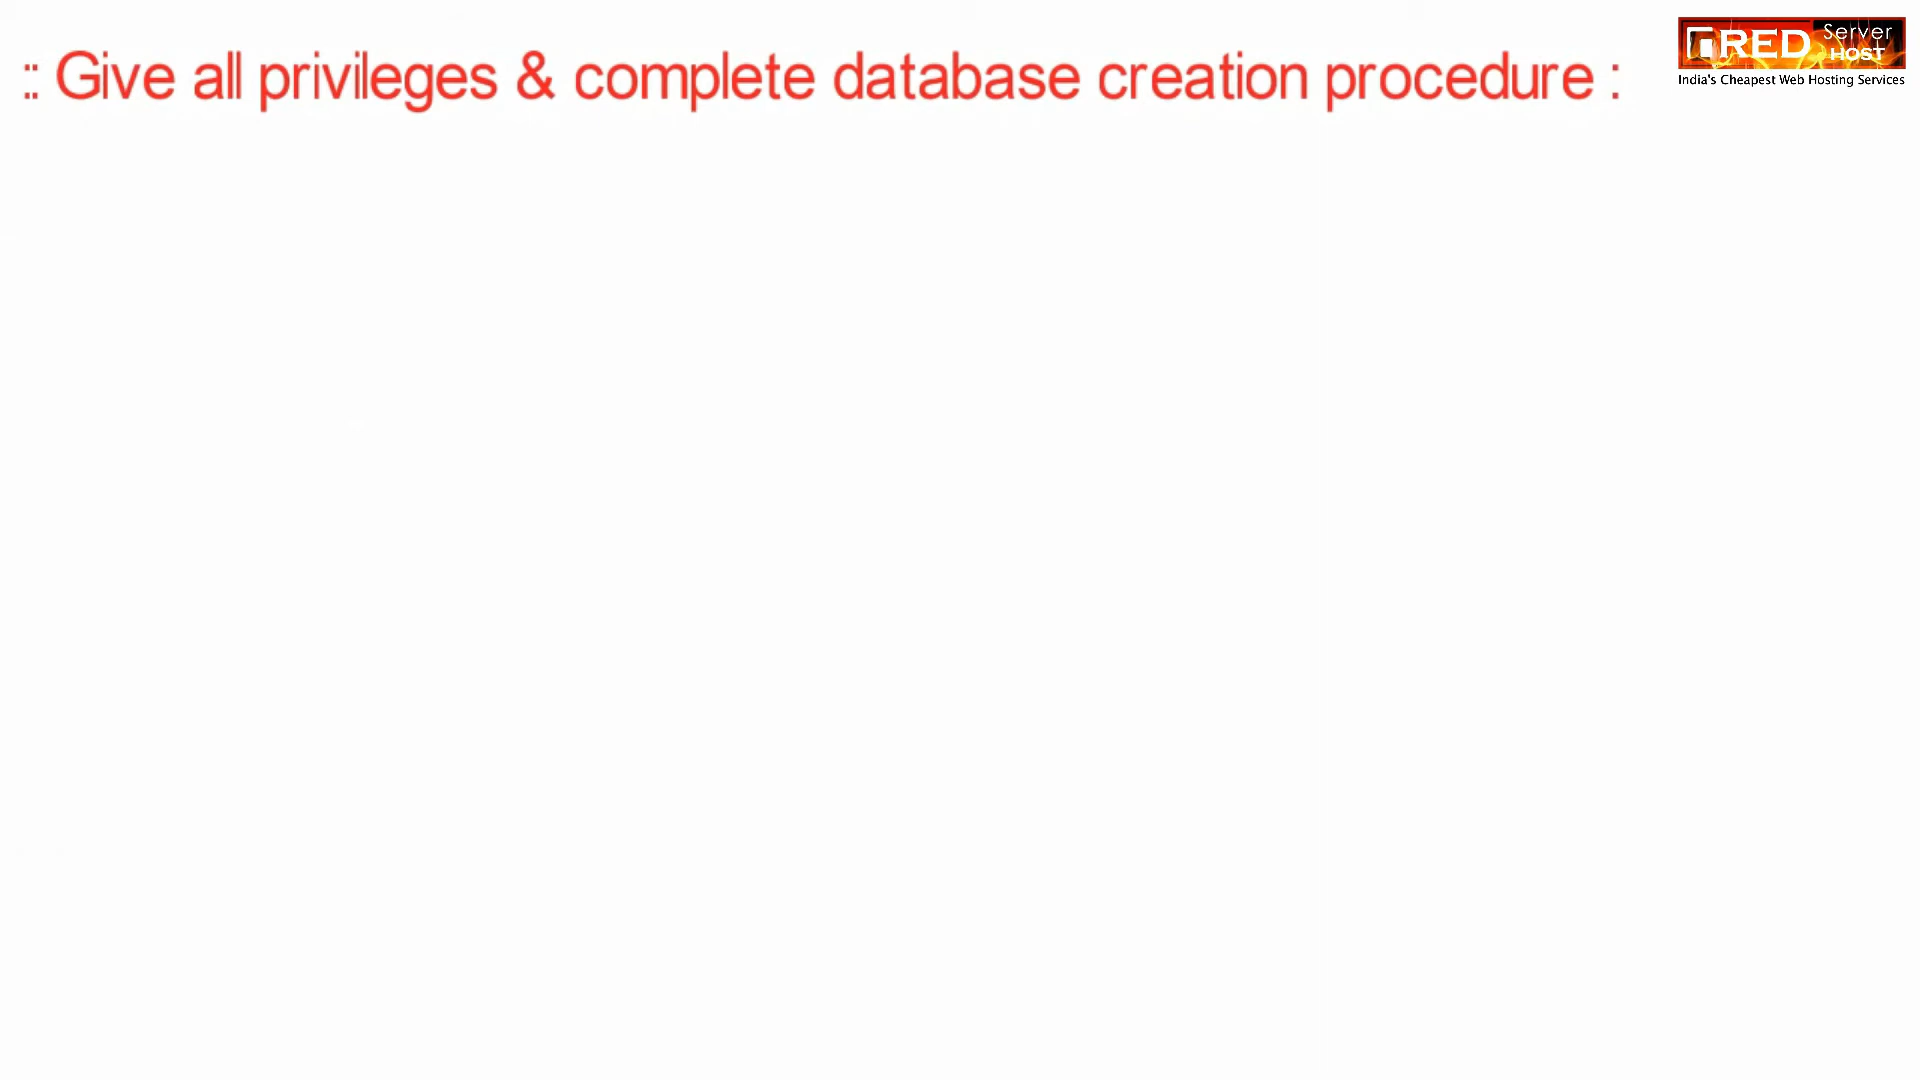 :: Give all privileges & complete database creation procedure :
RED Server
HOST
India's Cheapest Web Hosting Services